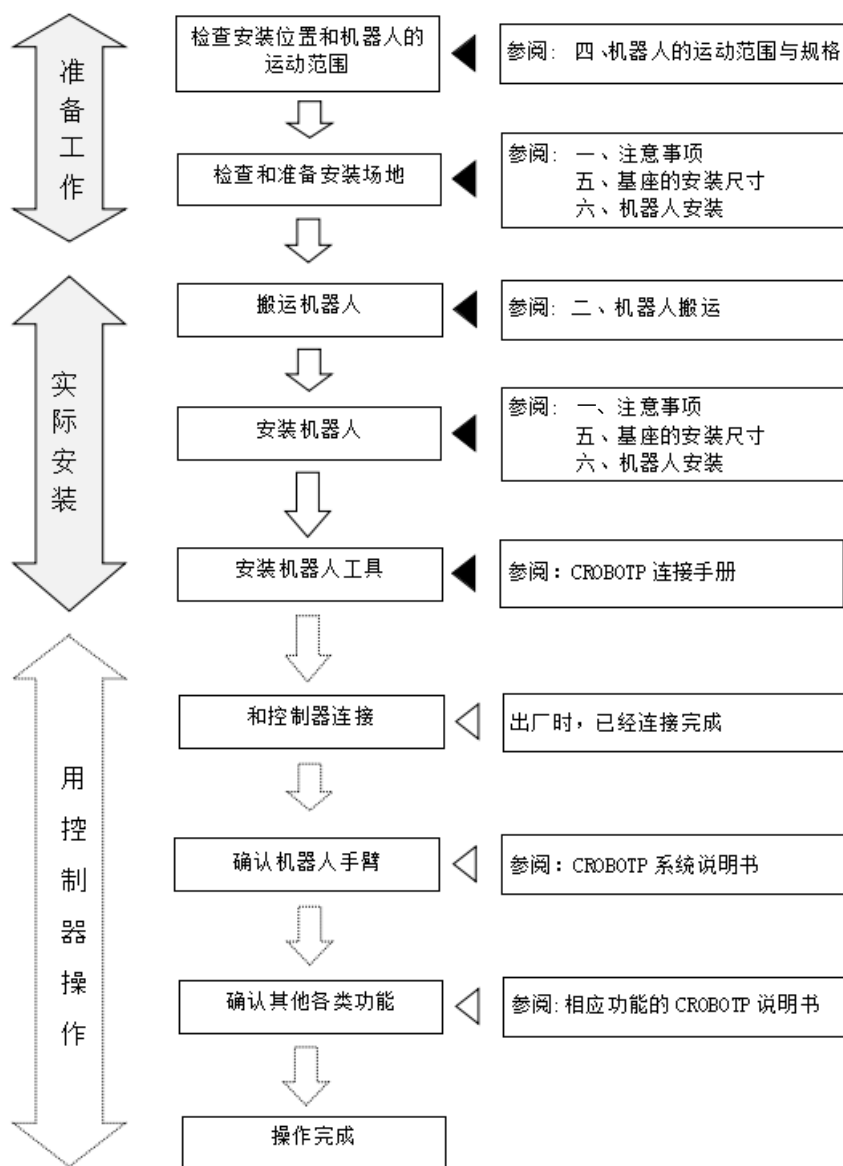 准备工作
检查安装位置和机器人的
运动范围
参阻: 四、机器人的运动范围与规格
检查和准备安装场地
参阅: 一、注意事项
五、基座的安装尺寸
六、机器人安装
实际安装
搬运机器人
参阅: 二、机器人搬运
安装机器人
参阅: 一、注意事项
五、基座的安装尺寸
六、机器人安装
安装机器人工具
参阅：CROBOTP 连接手册
用控制器操作
和控制器连接
出厂时，已经连接完成
确认机器人手臂
参阅：CROBOTP 系统说明书
确认其他各类功能
参阅:相应功能的 CROBOTP 说明书
操作完成